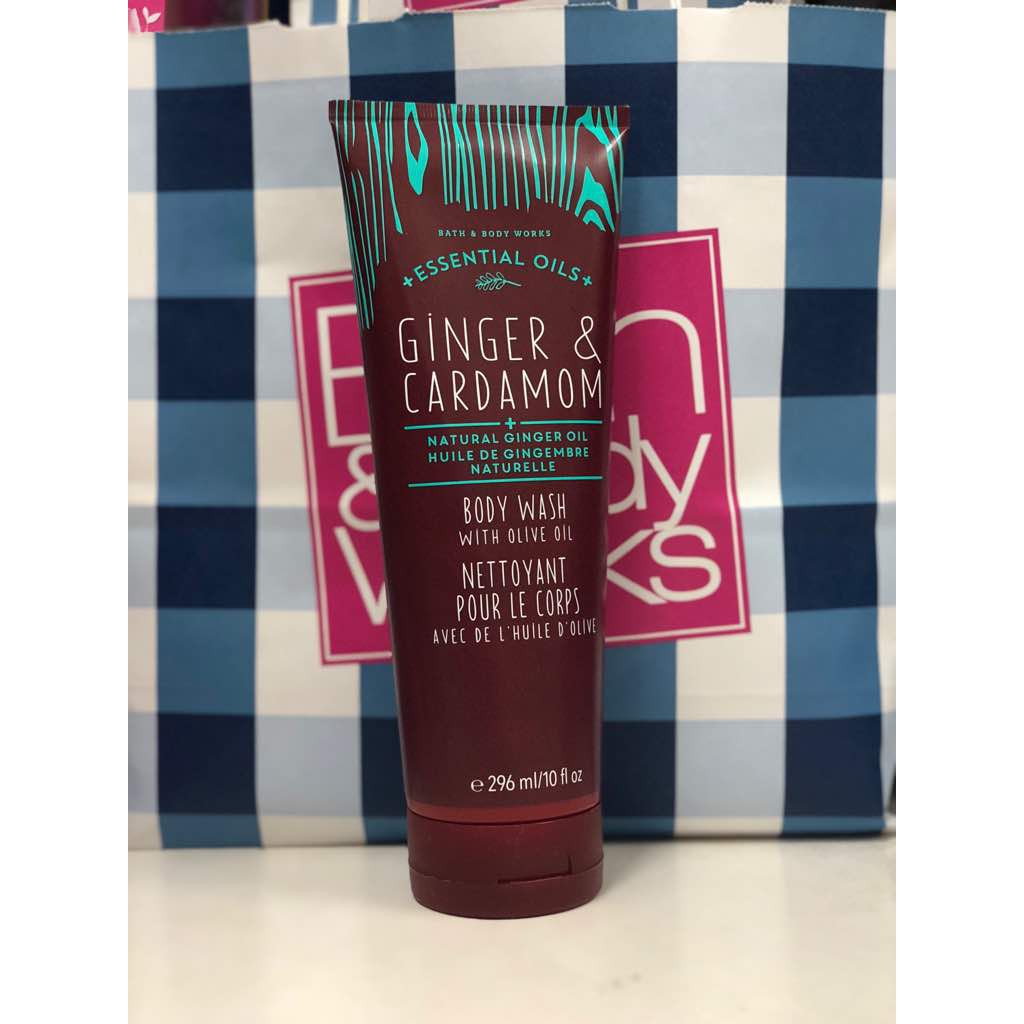 BATH & BODY WORKS
+ESSENTIAL OILS+
GiNGER &
CARDAMOM
+
NATURAL GINGER OIL
HUILE DE GINGEMBRE
NATURELLE
BODY WASH
WITH OLIVE OIL
NETTOYANT
POUR LE CORPS
AVEC DE L'HUILE D'OLIVE
℮ 296 ml/10 fl oz
&